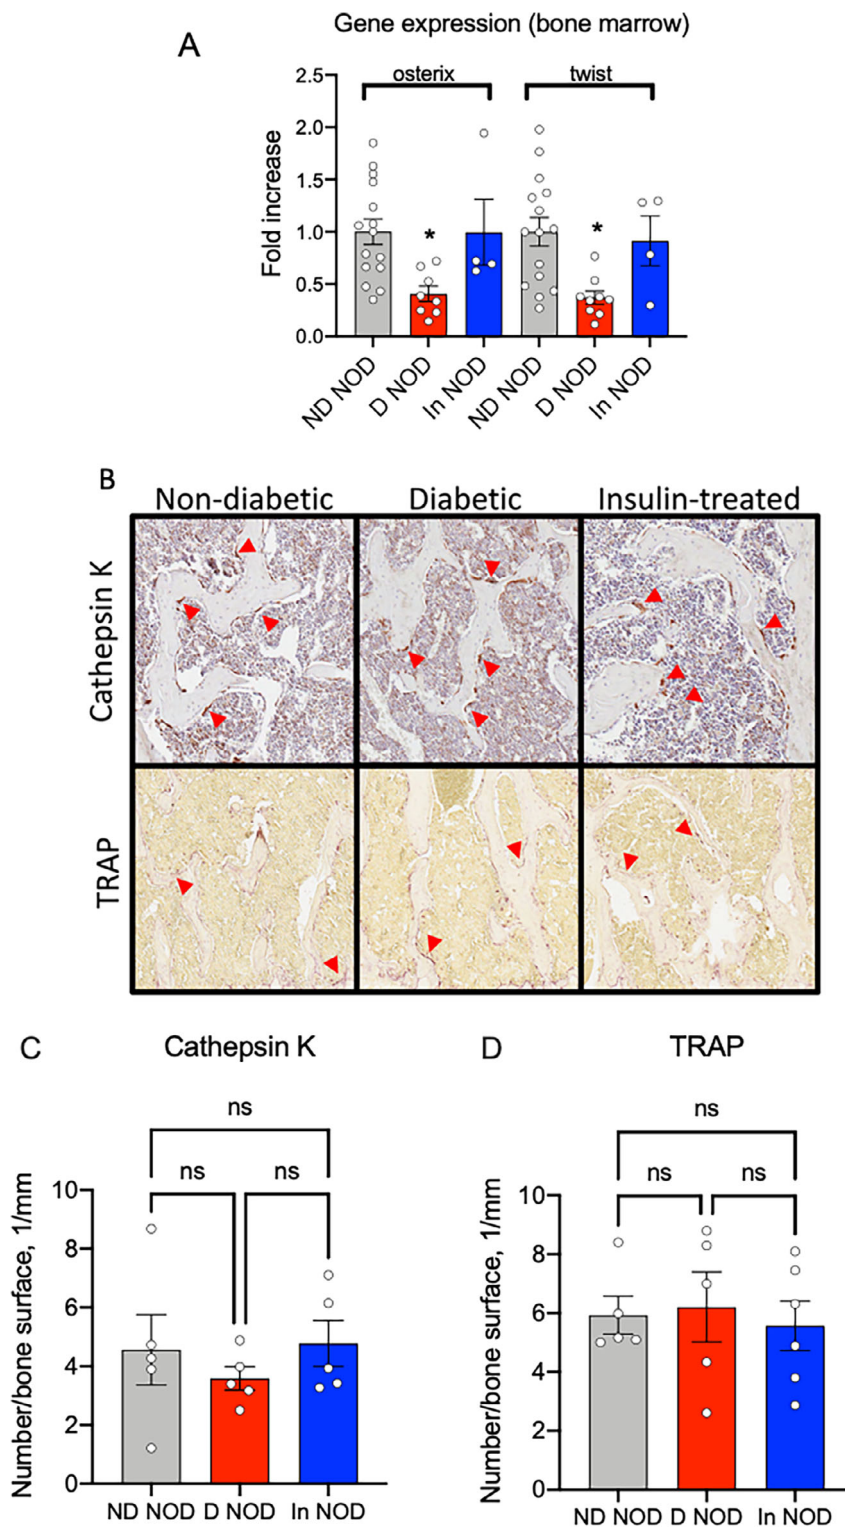 A
Gene expression (bone marrow)
osterix
twist
Fold increase
2.5
2.0
1.5
1.0
0.5
0.0
*
*
ND NOD
D NOD
In NOD
ND NOD
D NOD
In NOD
B
Non-diabetic
Diabetic
Insulin-treated
Cathepsin K
TRAP
C
Cathepsin K
ns
ns
ns
Number/bone surface, 1/mm
10
8
6
4
2
0
ND NOD
D NOD
In NOD
D
TRAP
ns
ns
ns
Number/bone surface, 1/mm
10
8
6
4
2
0
ND NOD
D NOD
In NOD